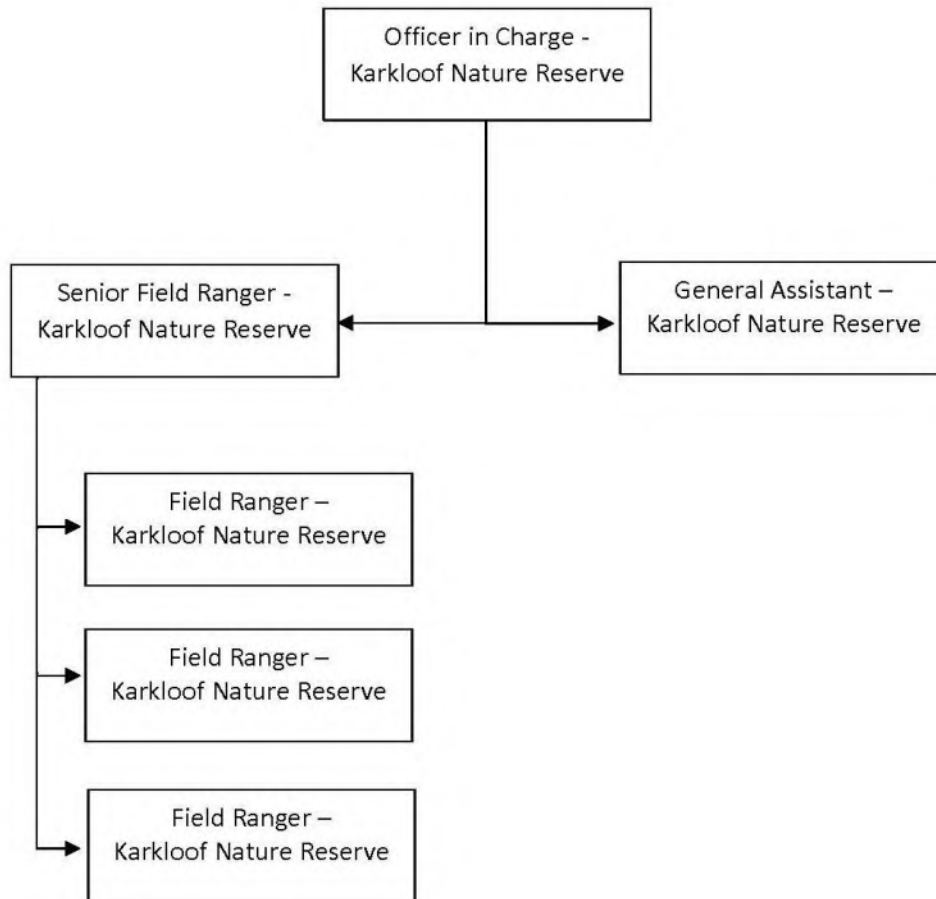 Officer in Charge -
Karkloof Nature Reserve
Senior Field Ranger -
Karkloof Nature Reserve
General Assistant –
Karkloof Nature Reserve
Field Ranger –
Karkloof Nature Reserve
Field Ranger –
Karkloof Nature Reserve
Field Ranger –
Karkloof Nature Reserve